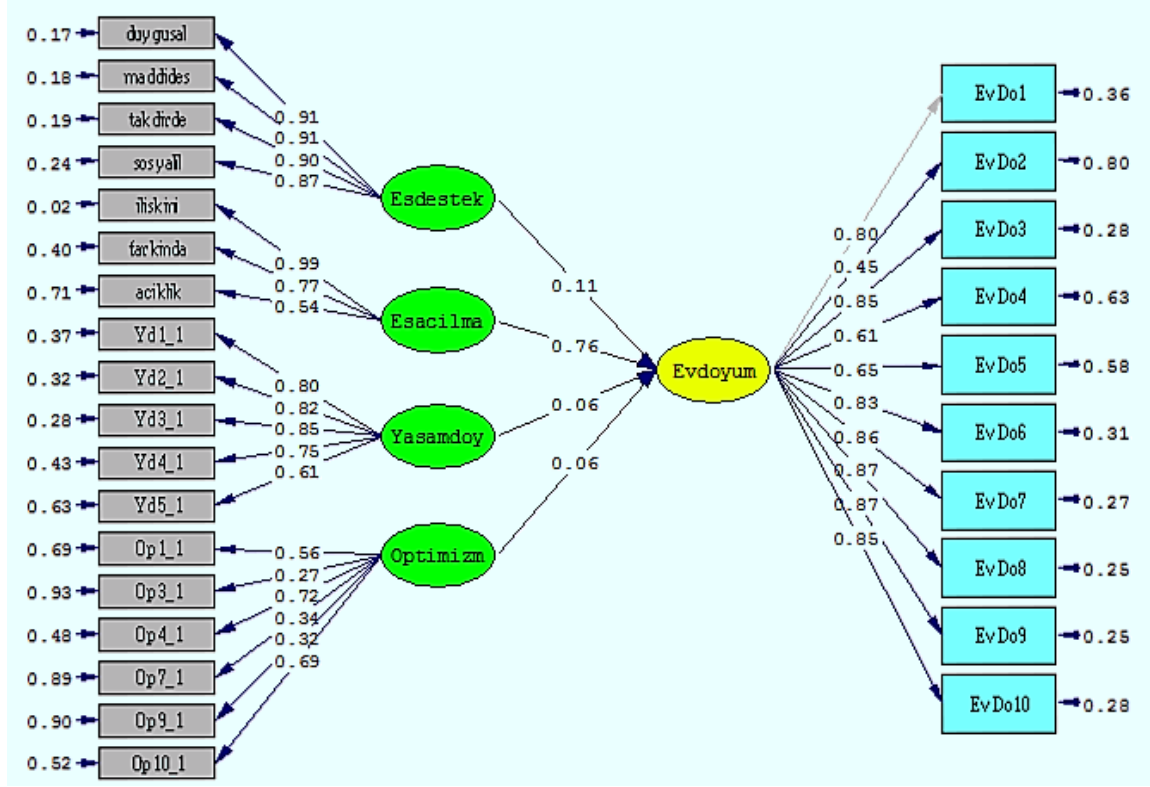 0.17 duygusal
0.18 maddides
0.19 takdirde
0.24 sosyalil
0.02 iliskini
0.40 farkinda
0.71 aciklik
0.37 Yd1_1
0.32 Yd2_1
0.28 Yd3_1
0.43 Yd4_1
0.63 Yd5_1
0.69 Op1_1
0.93 Op3_1
0.48 Op4_1
0.89 Op7_1
0.90 Op9_1
0.52 Op10_1
0.91
0.91
0.90
0.87
0.99
0.77
0.54
0.80
0.82
0.85
0.75
0.61
0.56
0.27
0.72
0.34
0.32
0.69
Esdestek
Esacilma
Yasamdoy
Optimizm
0.11
0.76
0.06
0.06
Evdoyum
0.80
0.45
0.85
0.61
0.65
0.83
0.86
0.87
0.87
0.85
EvDo1 0.36
EvDo2 0.80
EvDo3 0.28
EvDo4 0.63
EvDo5 0.58
EvDo6 0.31
EvDo7 0.27
EvDo8 0.25
EvDo9 0.25
EvDo10 0.28